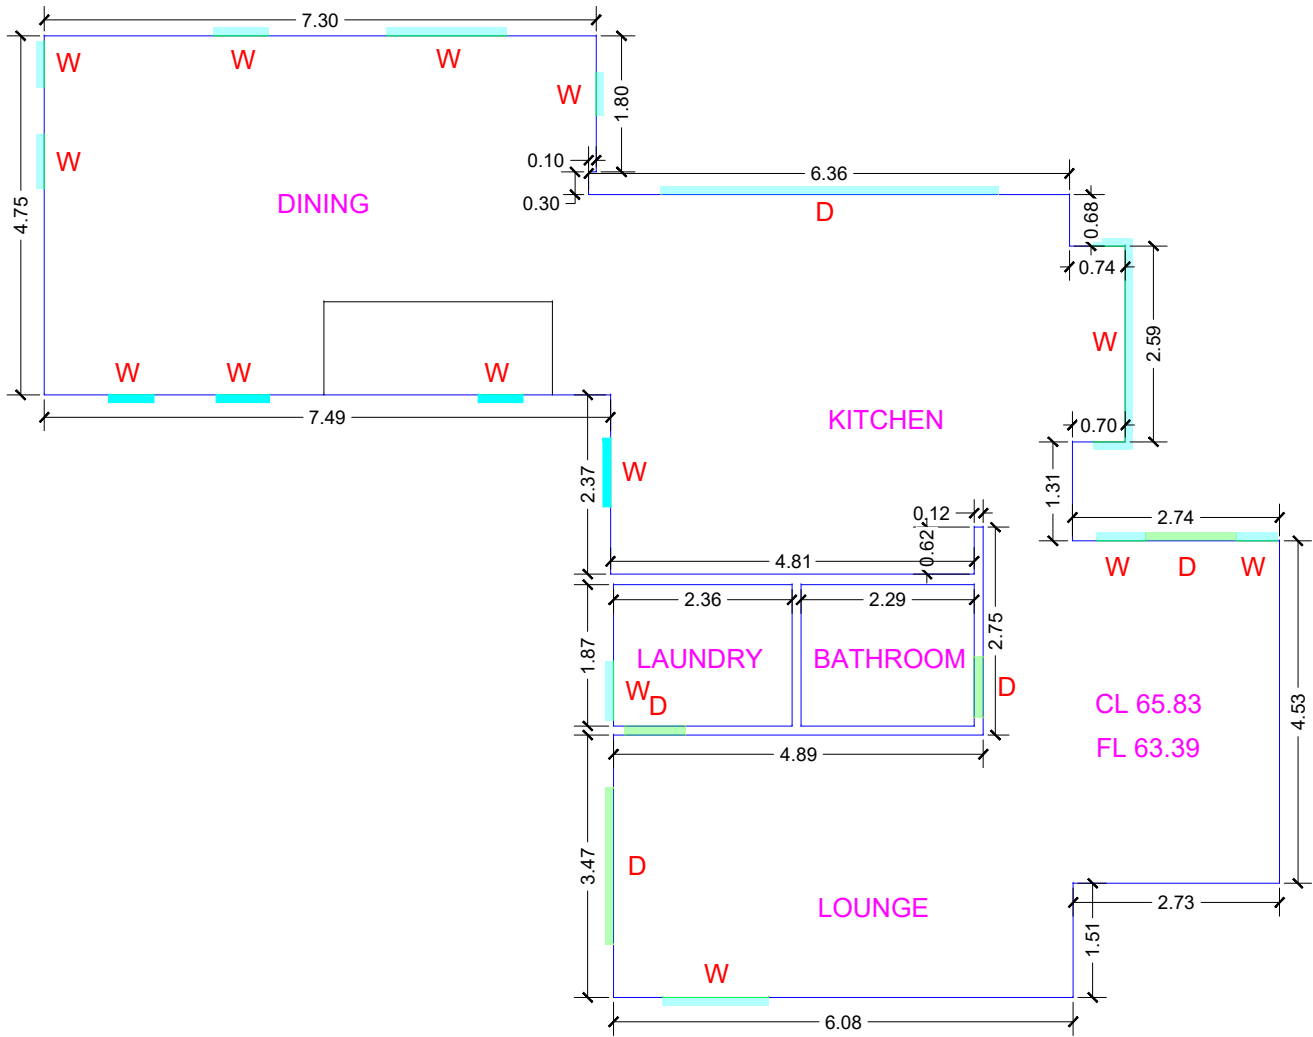 7.30
W
W
W
W
1.80
0.10
W
6.36
4.75
DINING
0.30
D
0.68
0.74
W
2.59
W
W
W
7.49
KITCHEN
0.70
W
2.37
1.31
0.12
2.74
0.62
4.81
W
D
W
2.36
2.29
2.75
1.87
LAUNDRY
BATHROOM
W
D
D
CL 65.83
4.53
FL 63.39
4.89
3.47
D
LOUNGE
2.73
1.51
W
6.08